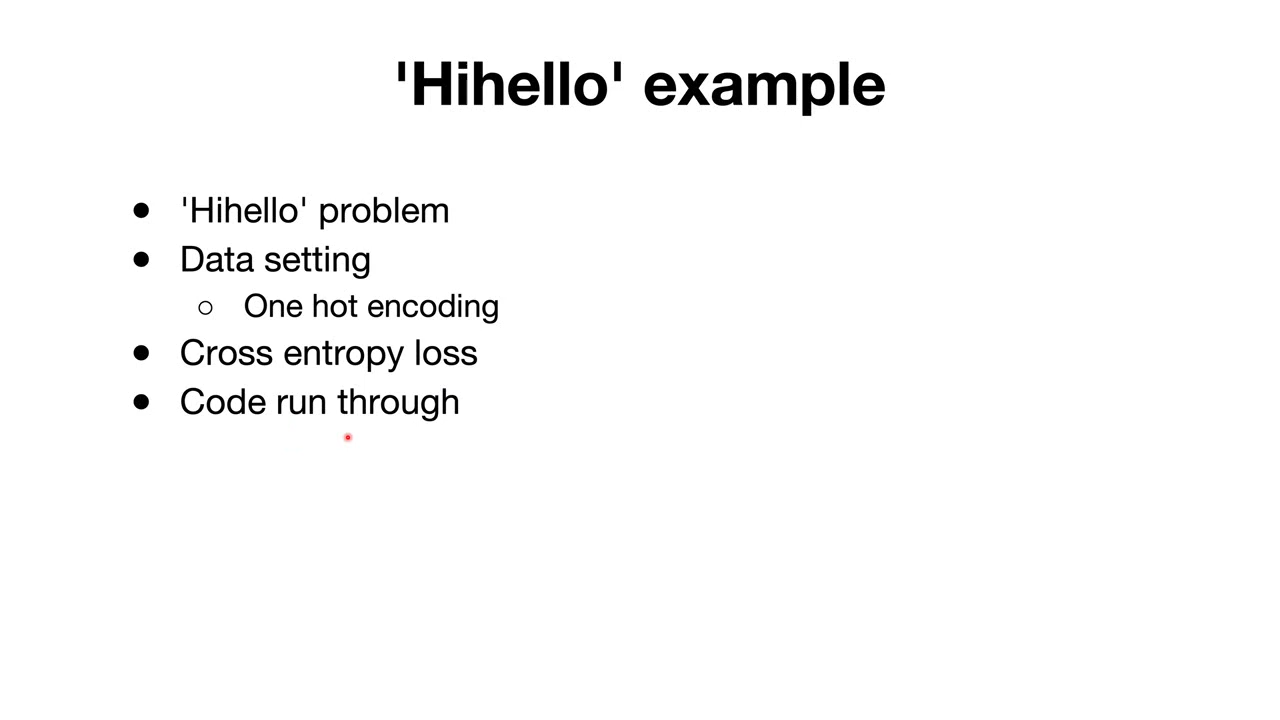 'Hihello' example
● 'Hihello' problem
● Data setting
○ One hot encoding
● Cross entropy loss
● Code run through